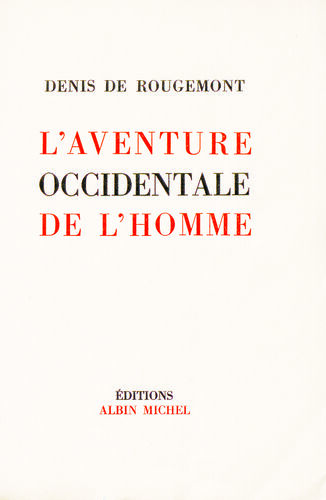 DENIS DE ROUGEMONT
L'AVENTURE
OCCIDENTALE
DE L'HOMME
ÉDITIONS
ALBIN MICHEL